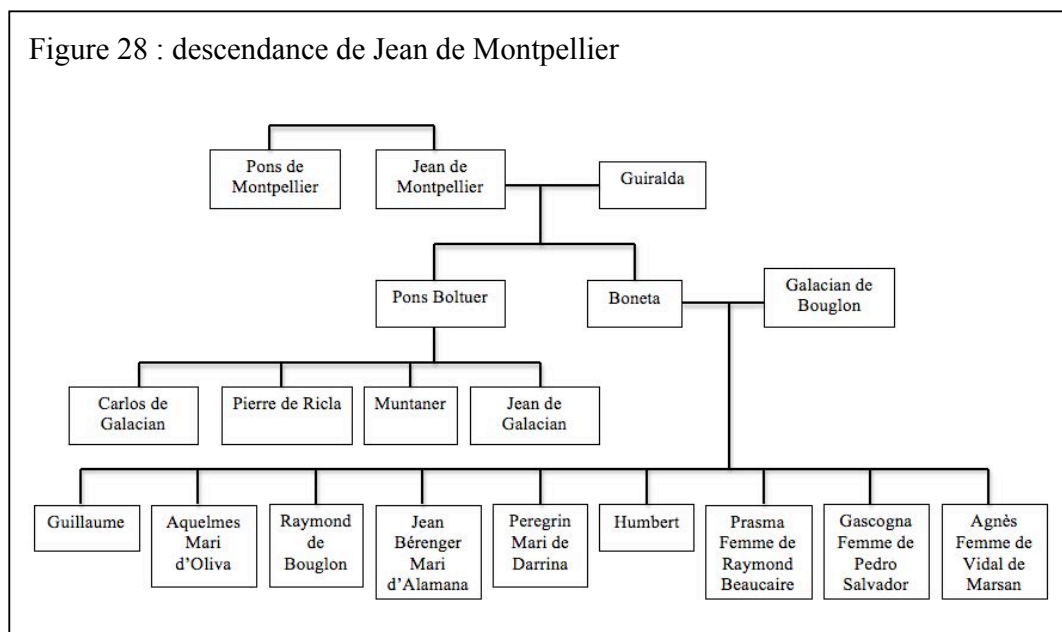 Figure 28 : descendance de Jean de Montpellier
Pons de
Montpellier
Jean de
Montpellier
Guiralda
Pons Boltuer
Boneta
Galacian de
Bouglon
Carlos de
Galacian
Pierre de Ricla
Muntaner
Jean de
Galacian
Guillaume
Aquelmes
Mari
d’Oliva
Raymond
de
Bouglon
Jean
Bérenger
Mari
d’Alamana
Peregrin
Mari de
Darrina
Humbert
Prasma
Femme de
Raymond
Beaucaire
Gascogna
Femme de
Pedro
Salvador
Agnès
Femme de
Vidal de
Marsan